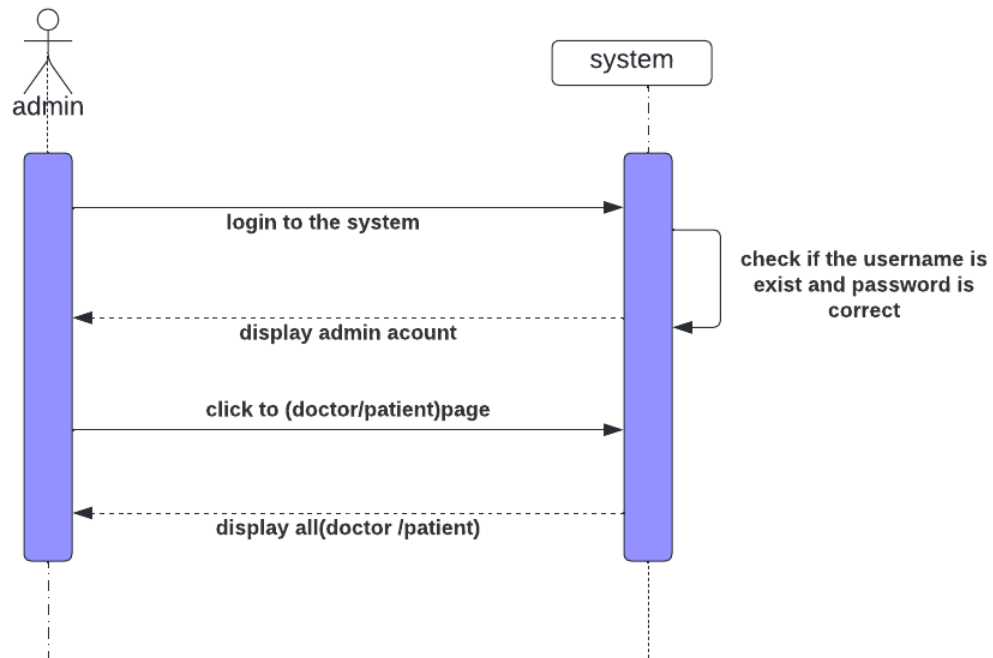 admin
system
login to the system
check if the username is
exist and password is
correct
display admin acount
click to (doctor/patient)page
display all(doctor /patient)